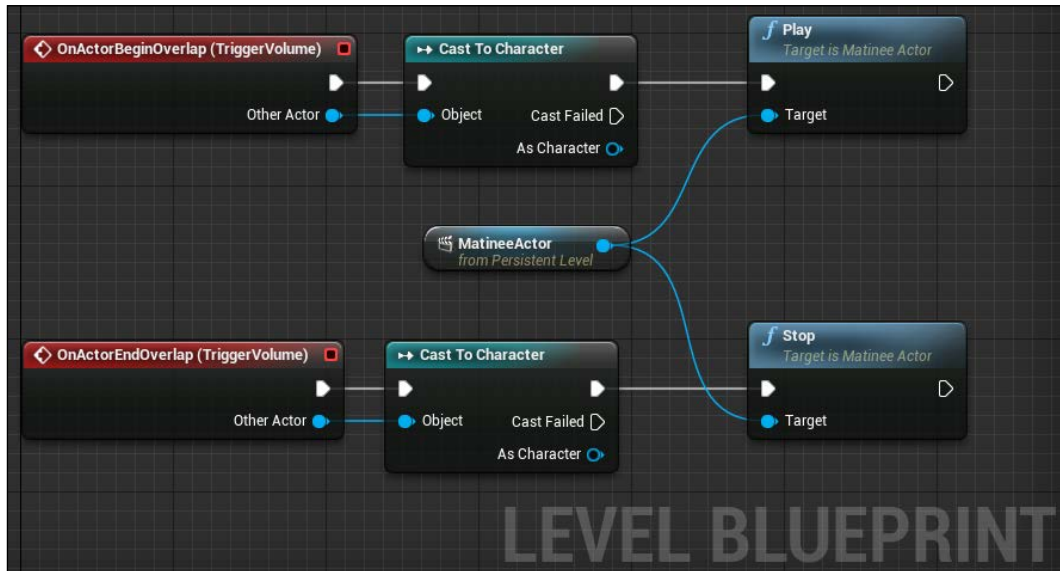 OnActorBeginOverlap (TriggerVolume)
Other Actor
Cast To Character
Object
Cast Failed
As Character
f Play
Target is Matinee Actor
Target
MatineeActor
from Persistent Level
OnActorEndOverlap (TriggerVolume)
Other Actor
Cast To Character
Object
Cast Failed
As Character
f Stop
Target is Matinee Actor
Target
LEVEL BLUEPRINT